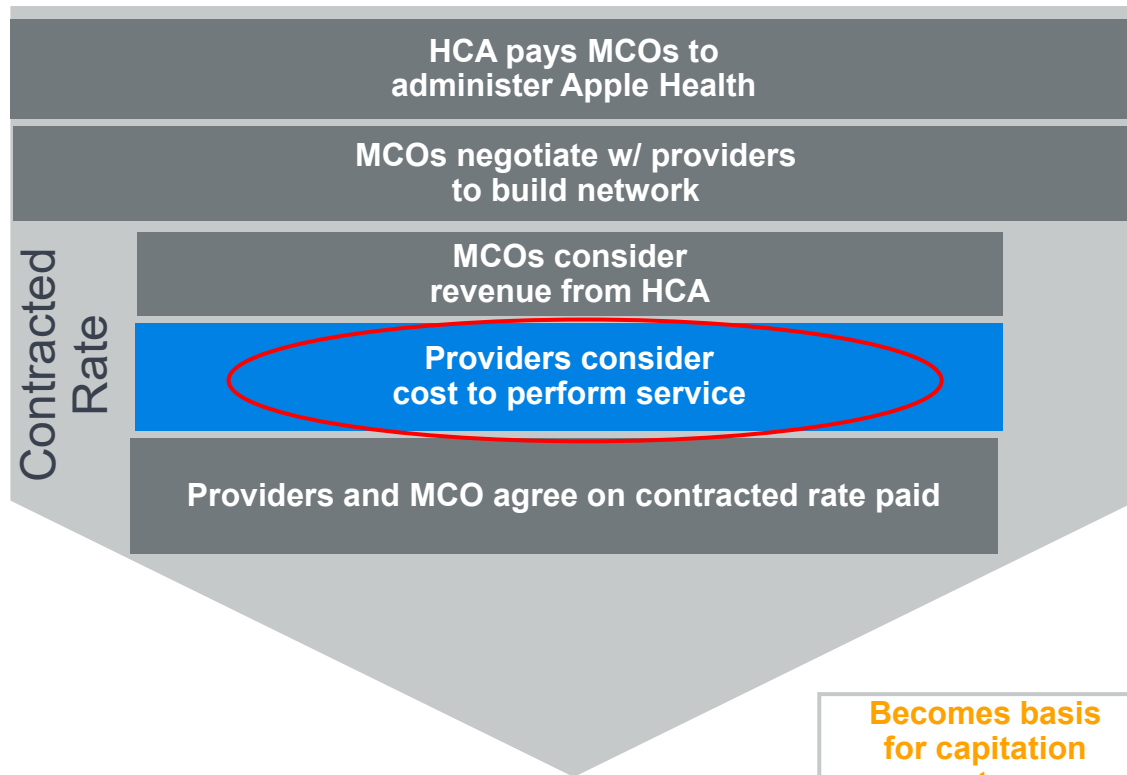 HCA pays MCOs to
administer Apple Health
MCOs negotiate w/ providers
to build network
Contracted
Rate
MCOs consider
revenue from HCA
Providers consider
cost to perform service
Providers and MCO agree on contracted rate paid
Becomes basis
for capitation